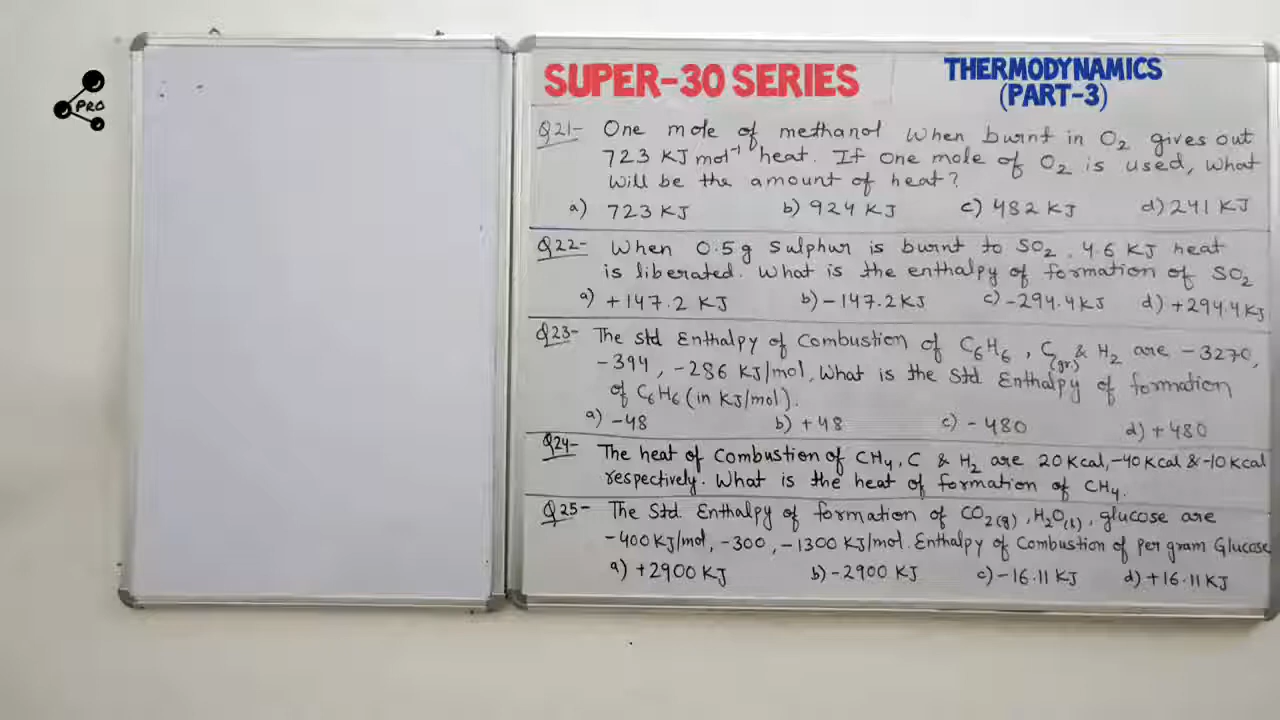 PRO
SUPER-30 SERIES
THERMODYNAMICS
(PART-3)
Q21- One mole of methanol when burnt in O₂ gives out
723 KJ mol⁻¹ heat. If one mole of O₂ is used, what
will be the amount of heat?
a) 723 KJ b) 924 KJ c) 482 KJ d) 241 KJ
Q22- When 0.5 g Sulphur is burnt to SO₂, 4.6 KJ heat
is liberated. What is the enthalpy of formation of SO₂
a) +147.2 KJ b) -147.2 KJ c) -294.4 KJ d) +294.4 KJ
Q23- The std Enthalpy of Combustion of C₆H₆, C(gr.) & H₂ are -3270,
-394, -286 KJ/mol. What is the Std Enthalpy of formation
of C₆H₆ (in KJ/mol).
a) -48 b) +48 c) -480 d) +480
Q24- The heat of Combustion of CH₄, C & H₂ are 20 Kcal, -40 Kcal & -10 Kcal
respectively. What is the heat of formation of CH₄.
Q25- The Std. Enthalpy of formation of CO₂(g), H₂O(l), glucose are
-400 KJ/mol, -300, -1300 KJ/mol. Enthalpy of Combustion of per gram Glucose
a) +2900 KJ b) -2900 KJ c) -16.11 KJ d) +16.11 KJ